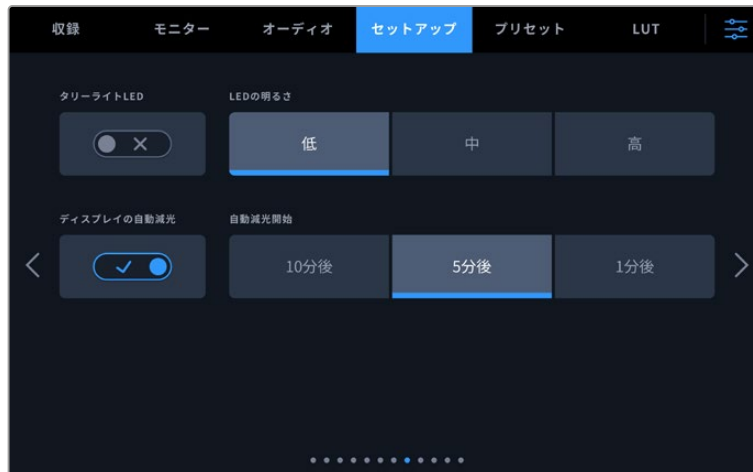 収録 モニター オーディオ セットアップ プリセット LUT
タリーライトLED LEDの明るさ
低 中 高
ディスプレイの自動減光 自動減光開始
10分後 5分後 1分後